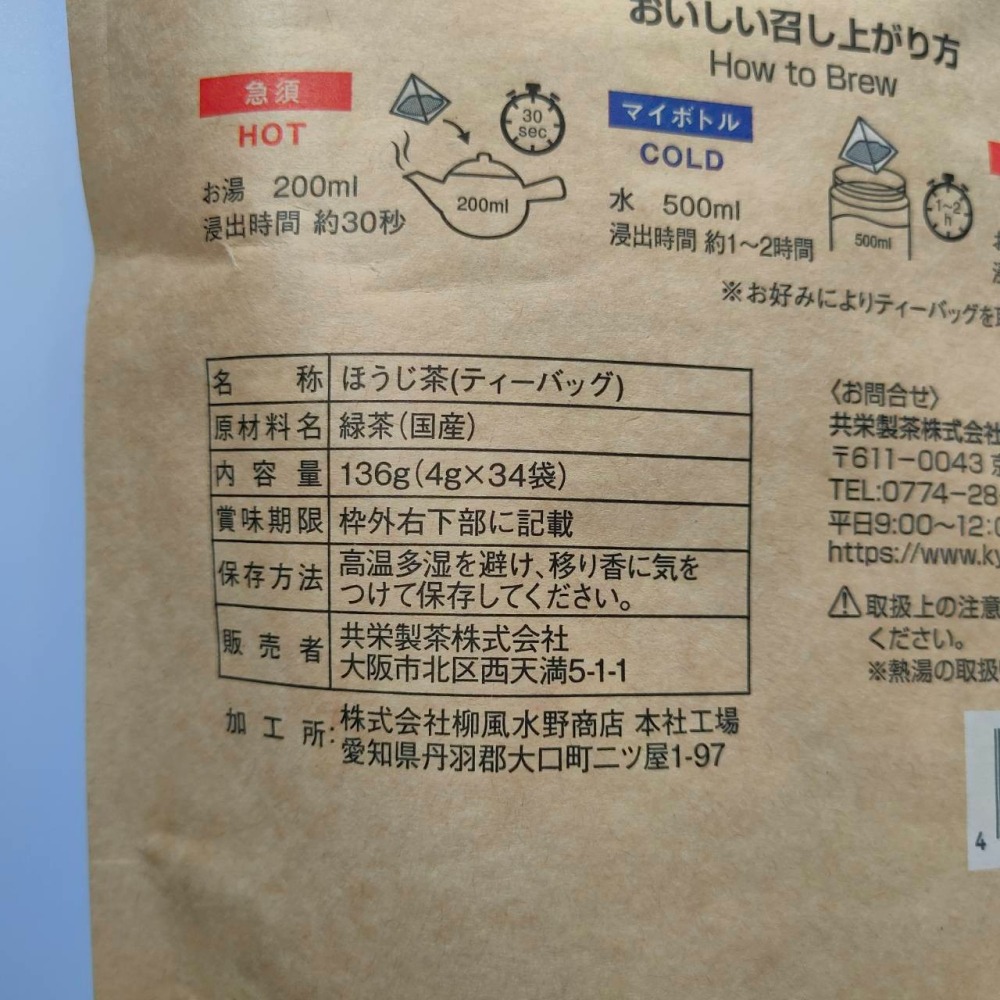 おいしい召し上がり方
How to Brew
急須
HOT
お湯 200ml
浸出時間 約30秒
30
sec
200ml
マイボトル
COLD
水 500ml
浸出時間 約1～2時間
1～2
h
500ml
※お好みによりティーバッグを
名称 ほうじ茶(ティーバッグ)
原材料名 緑茶(国産)
内容量 136g(4g×34袋)
賞味期限 枠外右下部に記載
保存方法 高温多湿を避け、移り香に気を
つけて保存してください。
販売者 共栄製茶株式会社
大阪市北区西天満5-1-1
加工所: 株式会社柳風水野商店 本社工場
愛知県丹羽郡大口町二ツ屋1-97
〈お問合せ〉
共栄製茶株式会社
〒611-0043
TEL:0774-28
平日9:00～12:0
https://www.ky
取扱上の注意
ください。
※熱湯の取扱
4